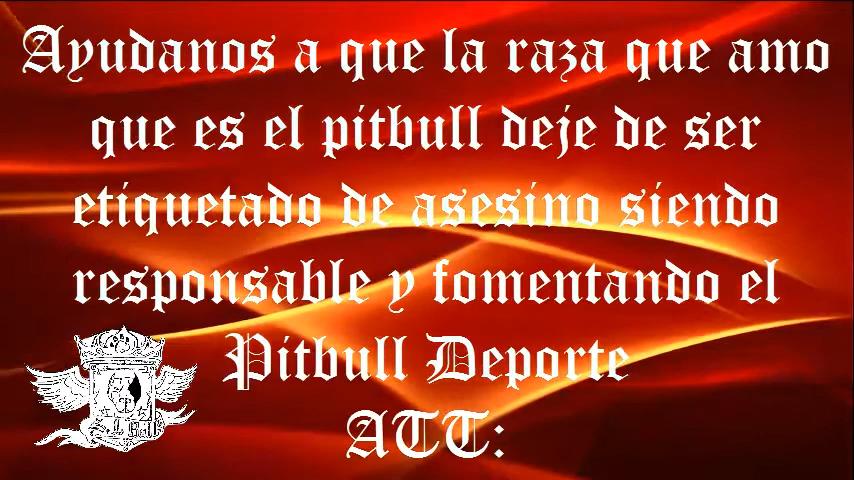 Ayudanos a que la raza que amo
que es el pitbull deje de ser
etiquetado de asesino siendo
responsable y fomentando el
Pitbull Deporte
ATT: